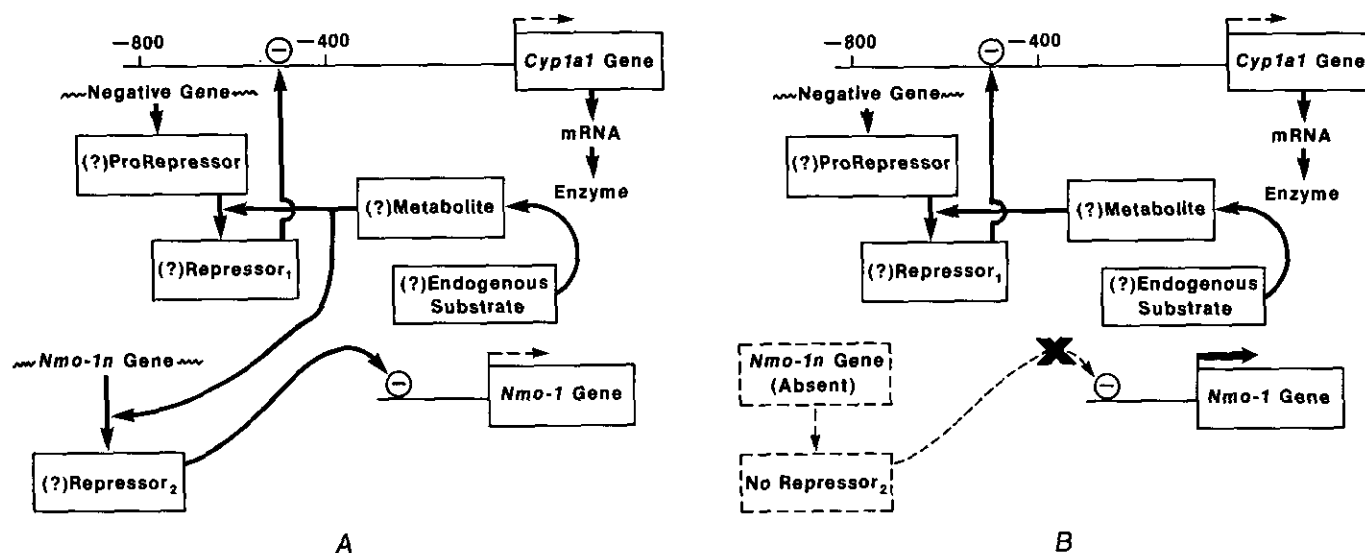 −800
⊖
−400
Cyp1a1 Gene
Negative Gene
mRNA
(?)ProRepressor
Enzyme
(?)Metabolite
(?)Repressor₁
(?)Endogenous
Substrate
Nmo-1n Gene
⊖
Nmo-1 Gene
(?)Repressor₂
A
−800
⊖
−400
Cyp1a1 Gene
Negative Gene
mRNA
(?)ProRepressor
Enzyme
(?)Metabolite
(?)Repressor₁
(?)Endogenous
Substrate
Nmo-1n Gene
(Absent)
⊖
Nmo-1 Gene
No Repressor₂
B